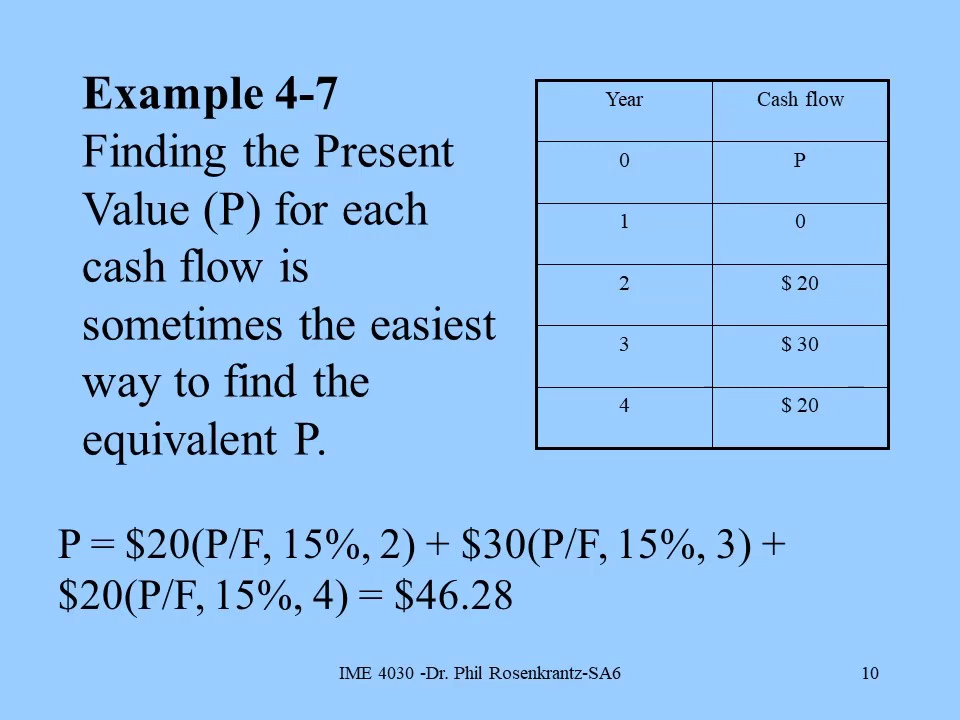 Example 4-7
Finding the Present
Value (P) for each
cash flow is
sometimes the easiest
way to find the
equivalent P.
Year Cash flow
0 P
1 0
2 $ 20
3 $ 30
4 $ 20
P = $20(P/F, 15%, 2) + $30(P/F, 15%, 3) +
$20(P/F, 15%, 4) = $46.28
IME 4030 -Dr. Phil Rosenkrantz-SA6 10